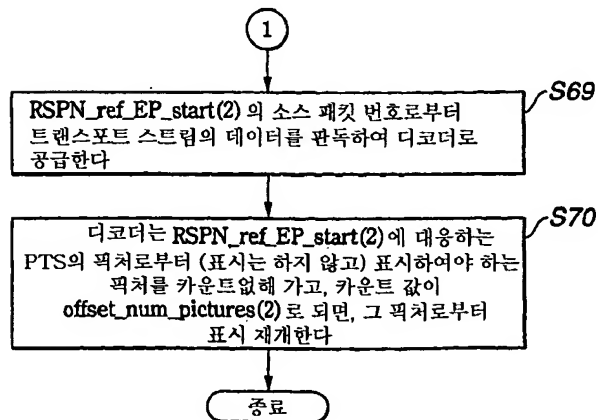 1
S69
RSPN_ref_EP_start(2) 의 소스 패킷 번호로부터
트랜스포트 스트림의 데이터를 판독하여 디코더로
공급한다
S70
디코더는 RSPN_ref_EP_start(2) 에 대응하는
PTS의 픽처로부터 (표시는 하지 않고) 표시하여야 하는
픽처를 카운트없해 가고, 카운트 값이
offset_num_pictures(2) 로 되면, 그 픽처로부터
표시 재개한다
종료